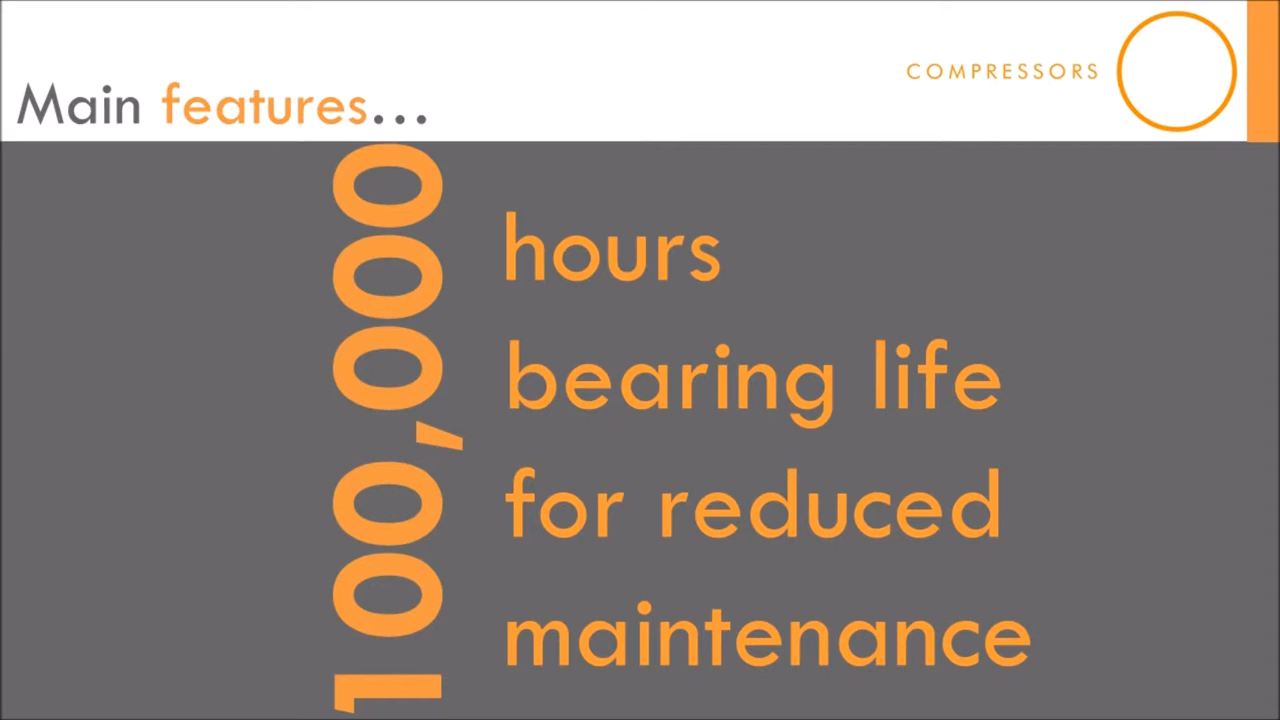 COMPRESSORS
Main features...
100,000
hours
bearing life
for reduced
maintenance